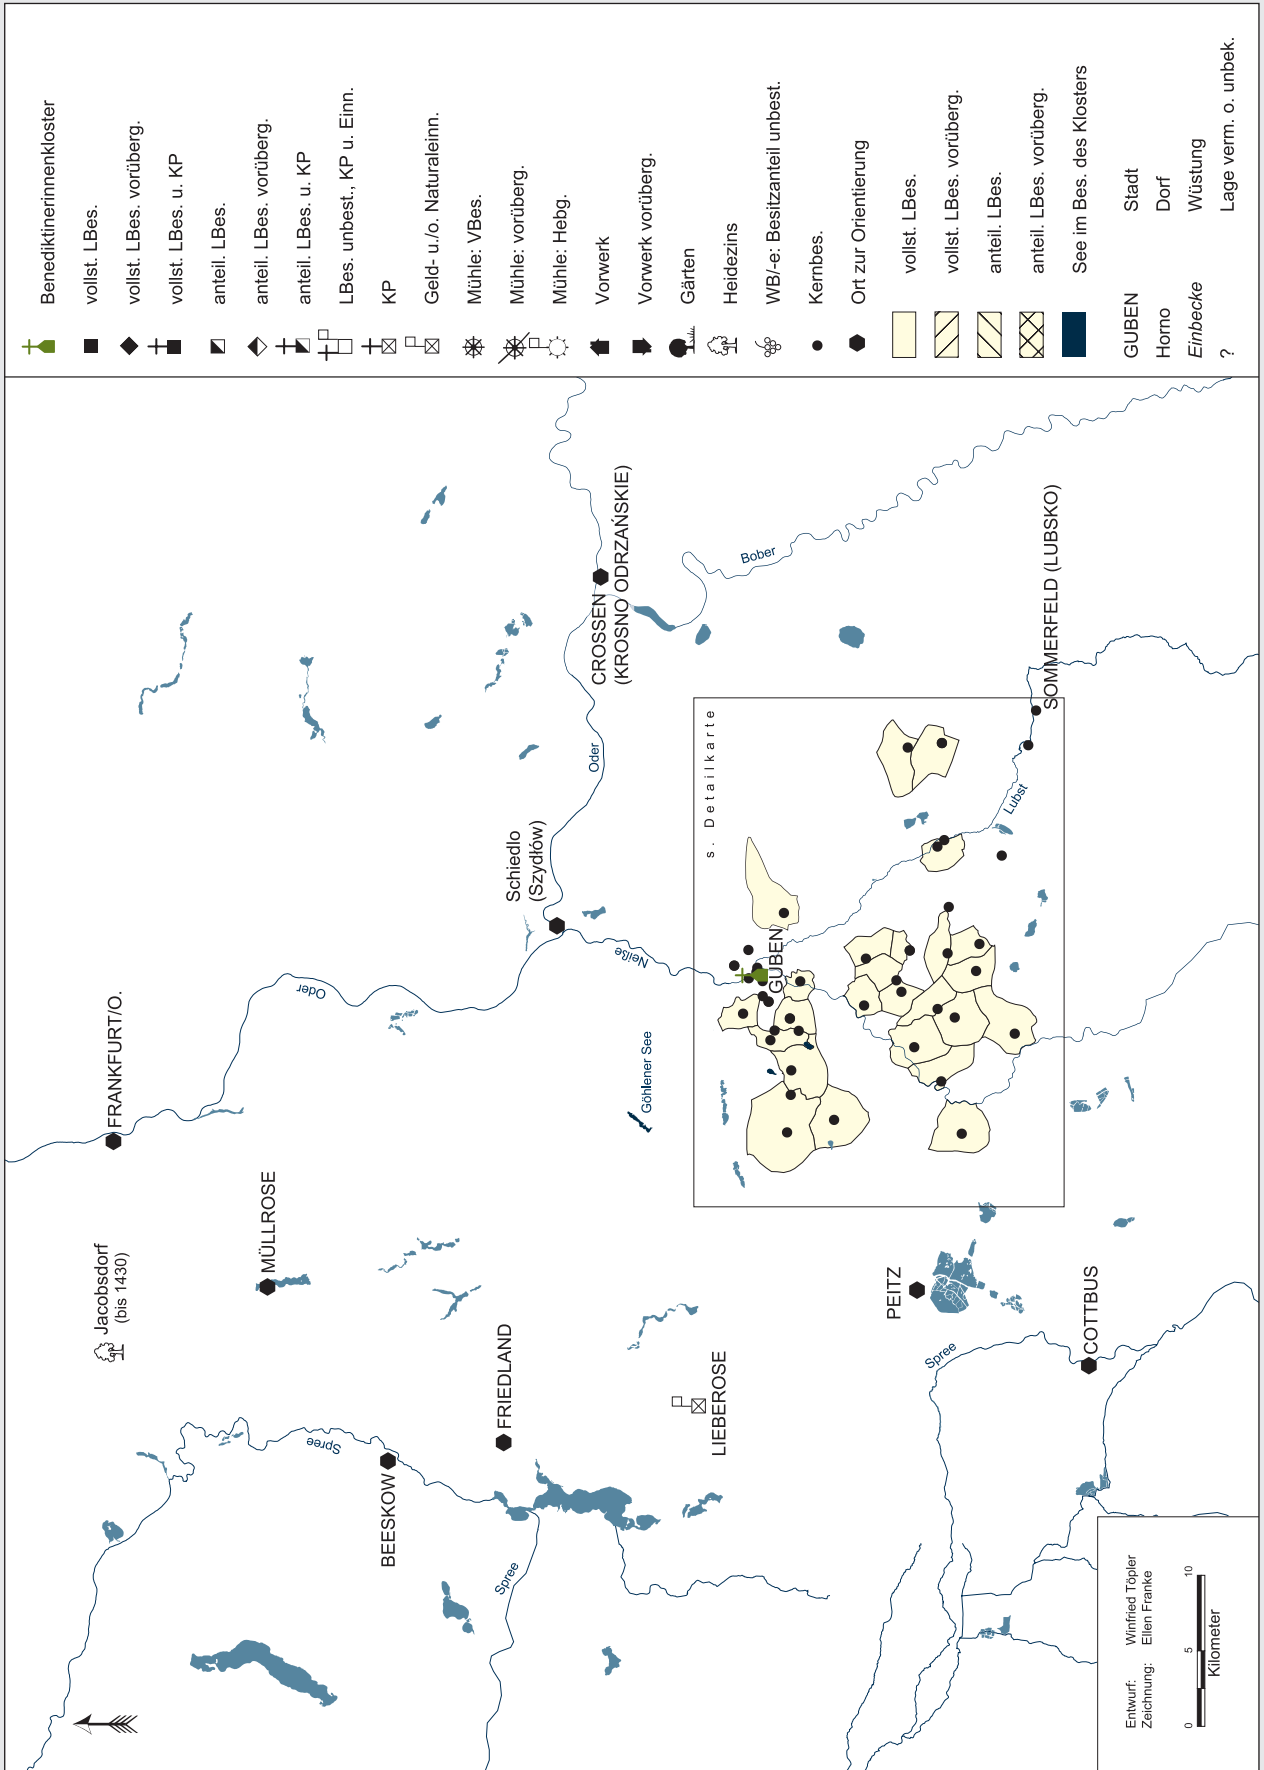 Jacobsdorf
(bis 1430)
FRANKFURT/O.
MÜLLROSE
BEESKOW
FRIEDLAND
LIEBEROSE
PEITZ
COTTBUS
GUBEN
Schiedlo
(Szydłów)
CROSSEN
(KROSNO ODRZAŃSKIE)
SOMMERFELD (LUBSKO)
Göhlener See
Spree
Spree
Spree
Oder
Oder
Neiße
Bober
Lubst
s. Detailkarte
Entwurf: Winfried Töpler
Zeichnung: Ellen Franke
0 5 10
Kilometer
Benediktinerinnenkloster
vollst. LBes.
vollst. LBes. vorüberg.
vollst. LBes. u. KP
anteil. LBes.
anteil. LBes. vorüberg.
anteil. LBes. u. KP
LBes. unbest., KP u. Einn.
KP
Geld- u./o. Naturaleinn.
Mühle: VBes.
Mühle: vorüberg.
Mühle: Hebg.
Vorwerk
Vorwerk vorüberg.
Gärten
Heidezins
WB/-e: Besitzanteil unbest.
Kernbes.
Ort zur Orientierung
vollst. LBes.
vollst. LBes. vorüberg.
anteil. LBes.
anteil. LBes. vorüberg.
See im Bes. des Klosters
GUBEN Stadt
Horno Dorf
Einbecke Wüstung
? Lage verm. o. unbek.